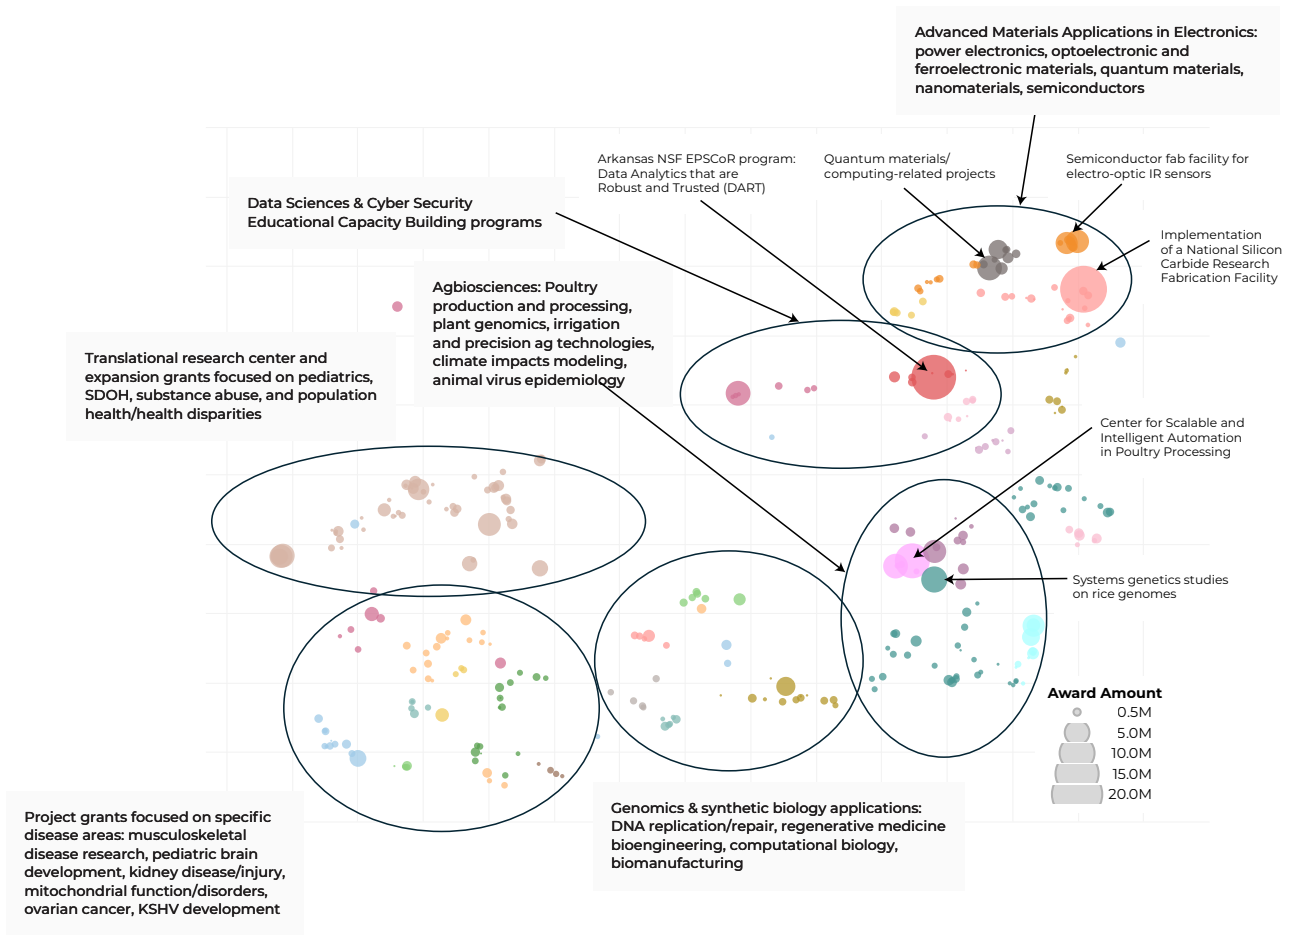 Advanced Materials Applications in Electronics:
power electronics, optoelectronic and
ferroelectronic materials, quantum materials,
nanomaterials, semiconductors
Arkansas NSF EPSCoR program:
Data Analytics that are
Robust and Trusted (DART)
Quantum materials/
computing-related projects
Semiconductor fab facility for
electro-optic IR sensors
Data Sciences & Cyber Security
Educational Capacity Building programs
Implementation
of a National Silicon
Carbide Research
Fabrication Facility
Agbiosciences: Poultry
production and processing,
plant genomics, irrigation
and precision ag technologies,
climate impacts modeling,
animal virus epidemiology
Translational research center and
expansion grants focused on pediatrics,
SDOH, substance abuse, and population
health/health disparities
Center for Scalable and
Intelligent Automation
in Poultry Processing
Systems genetics studies
on rice genomes
Award Amount
0.5M
5.0M
10.0M
15.0M
20.0M
Genomics & synthetic biology applications:
DNA replication/repair, regenerative medicine
bioengineering, computational biology,
biomanufacturing
Project grants focused on specific
disease areas: musculoskeletal
disease research, pediatric brain
development, kidney disease/injury,
mitochondrial function/disorders,
ovarian cancer, KSHV development